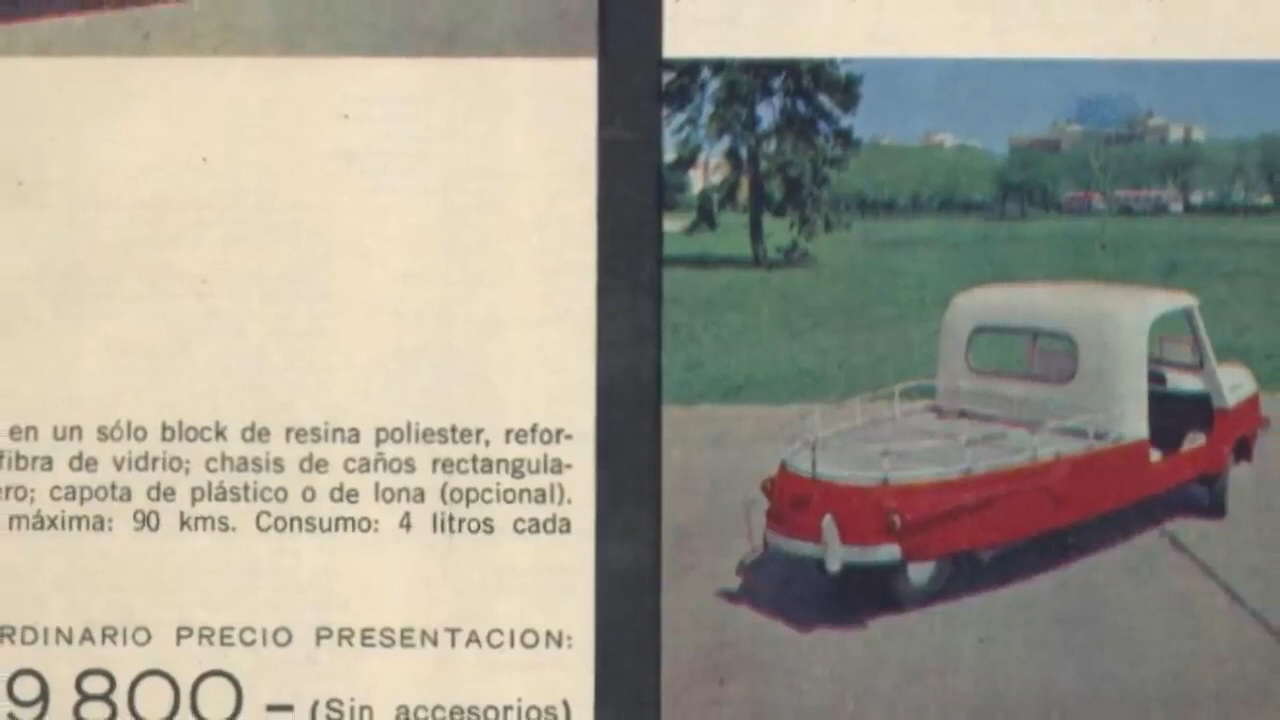 en un sólo block de resina poliester, refor-
fibra de vidrio; chasis de caños rectangula-
ro; capota de plástico o de lona (opcional).
máxima: 90 kms. Consumo: 4 litros cada
RDINARIO PRECIO PRESENTACION:
9800 – (Sin accesorios)